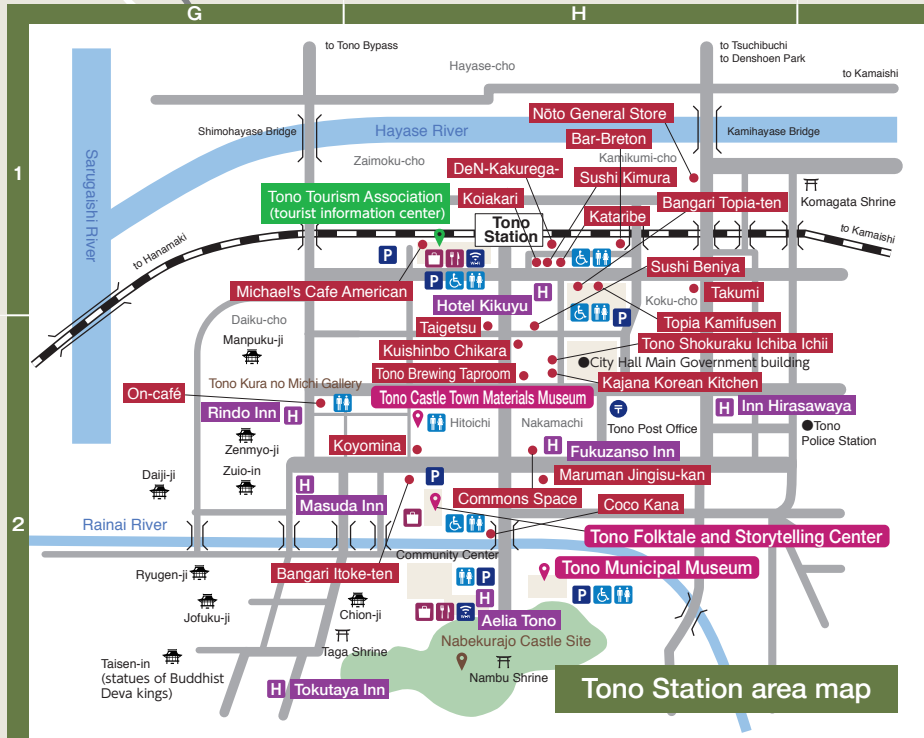 G
H
to Tono Bypass
to Tsuchibuchi
to Denshoen Park
Hayase-cho
to Kamaishi
Nōto General Store
Shimohayase Bridge
Hayase River
Bar-Breton
Kamihayase Bridge
Zaimoku-cho
Kamikumi-cho
DeN-Kakurega-
Sushi Kimura
1
Sarugaishi River
Tono Tourism Association
(tourist information center)
Koiakari
Bangari Topia-ten
Komagata Shrine
Kataribe
Tono
Station
to Kamaishi
to Hanamaki
P
WiFi
P
Sushi Beniya
Michael's Cafe American
Hotel Kikuyu
H
Koku-cho
Takumi
P
Daiku-cho
Taigetsu
Topia Kamifusen
Manpuku-ji
Kuishinbo Chikara
Tono Shokuraku Ichiba Ichii
City Hall Main Government building
Tono Brewing Taproom
Kajana Korean Kitchen
On-café
Tono Kura no Michi Gallery
Tono Castle Town Materials Museum
Rindo Inn
H
H
Inn Hirasawaya
〒
Hitoichi
Nakamachi
Tono Post Office
Tono
Police Station
Zenmyo-ji
Koyomina
H
Fukuzanso Inn
Zuio-in
Daiji-ji
H
P
Maruman Jingisu-kan
Masuda Inn
Commons Space
Coco Kana
2
Rainai River
Tono Folktale and Storytelling Center
Community Center
Ryugen-ji
Bangari Itoke-ten
P
Tono Municipal Museum
H
P
Jofuku-ji
Chion-ji
WiFi
Aelia Tono
Taga Shrine
Nabekurajo Castle Site
Taisen-in
(statues of Buddhist
Deva kings)
Nambu Shrine
H
Tokutaya Inn
Tono Station area map